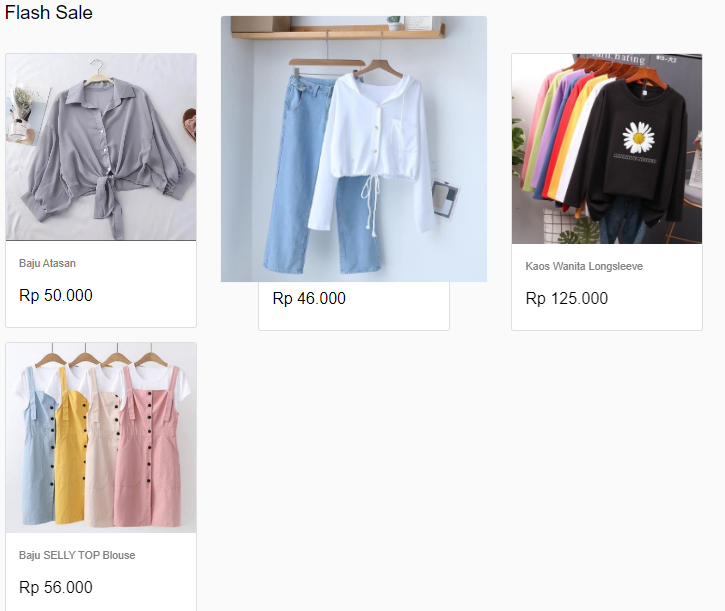 Flash Sale
Baju Atasan
Rp 50.000
Rp 46.000
Kaos Wanita Longsleeve
Rp 125.000
Baju SELLY TOP Blouse
Rp 56.000